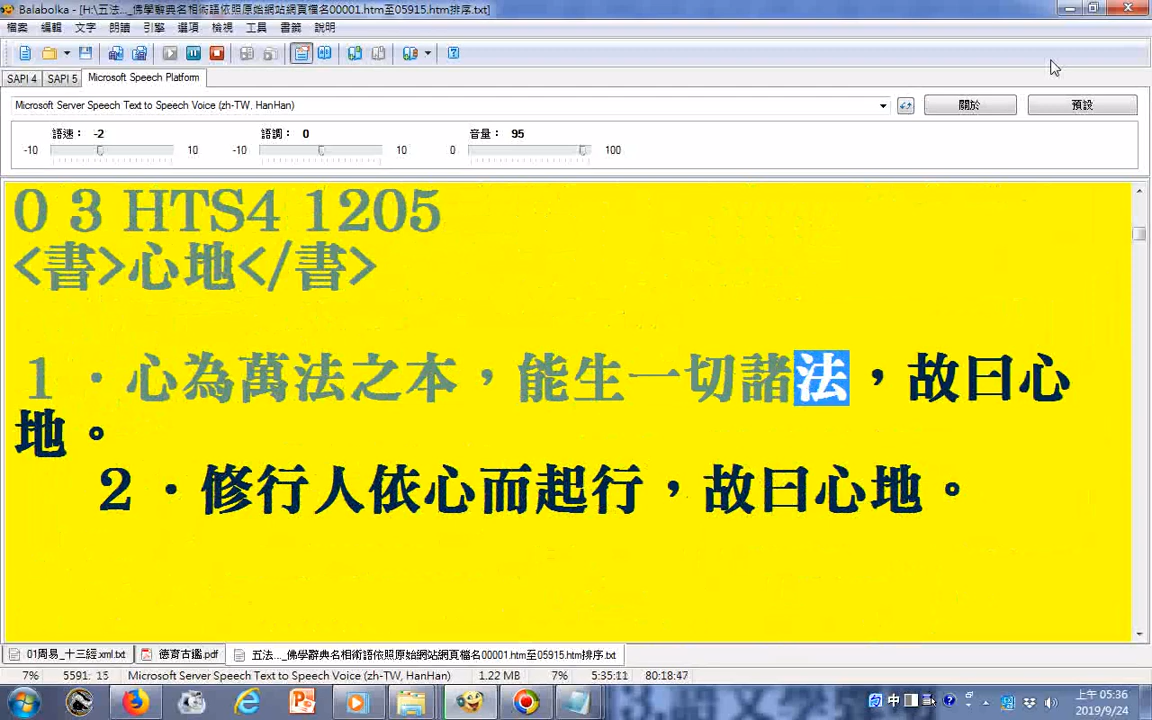 Balabolka - [H:\五法..._佛學辭典名相術語依照原始網站網頁檔名00001.htm至05915.htm排序.txt]
檔案 編輯 文字 朗讀 引擎 選項 檢視 工具 書籤 說明
SAPI 4 SAPI 5 Microsoft Speech Platform
Microsoft Server Speech Text to Speech Voice (zh-TW, HanHan) 關於 預設
語速： -2 語調： 0 音量： 95
-10 10 -10 10 0 100
0 3 HTS4 1205
<書>心地</書>
1．心為萬法之本，能生一切諸法，故曰心
地。
2．修行人依心而起行，故曰心地。
01周易_十三經.xml.txt 德育古鑑.pdf 五法..._佛學辭典名相術語依照原始網站網頁檔名00001.htm至05915.htm排序.txt
7% 5591: 15 Microsoft Server Speech Text to Speech Voice (zh-TW, HanHan) 1.22 MB 7% 5:35:11 80:18:47
中 上午 05:36
2019/9/24